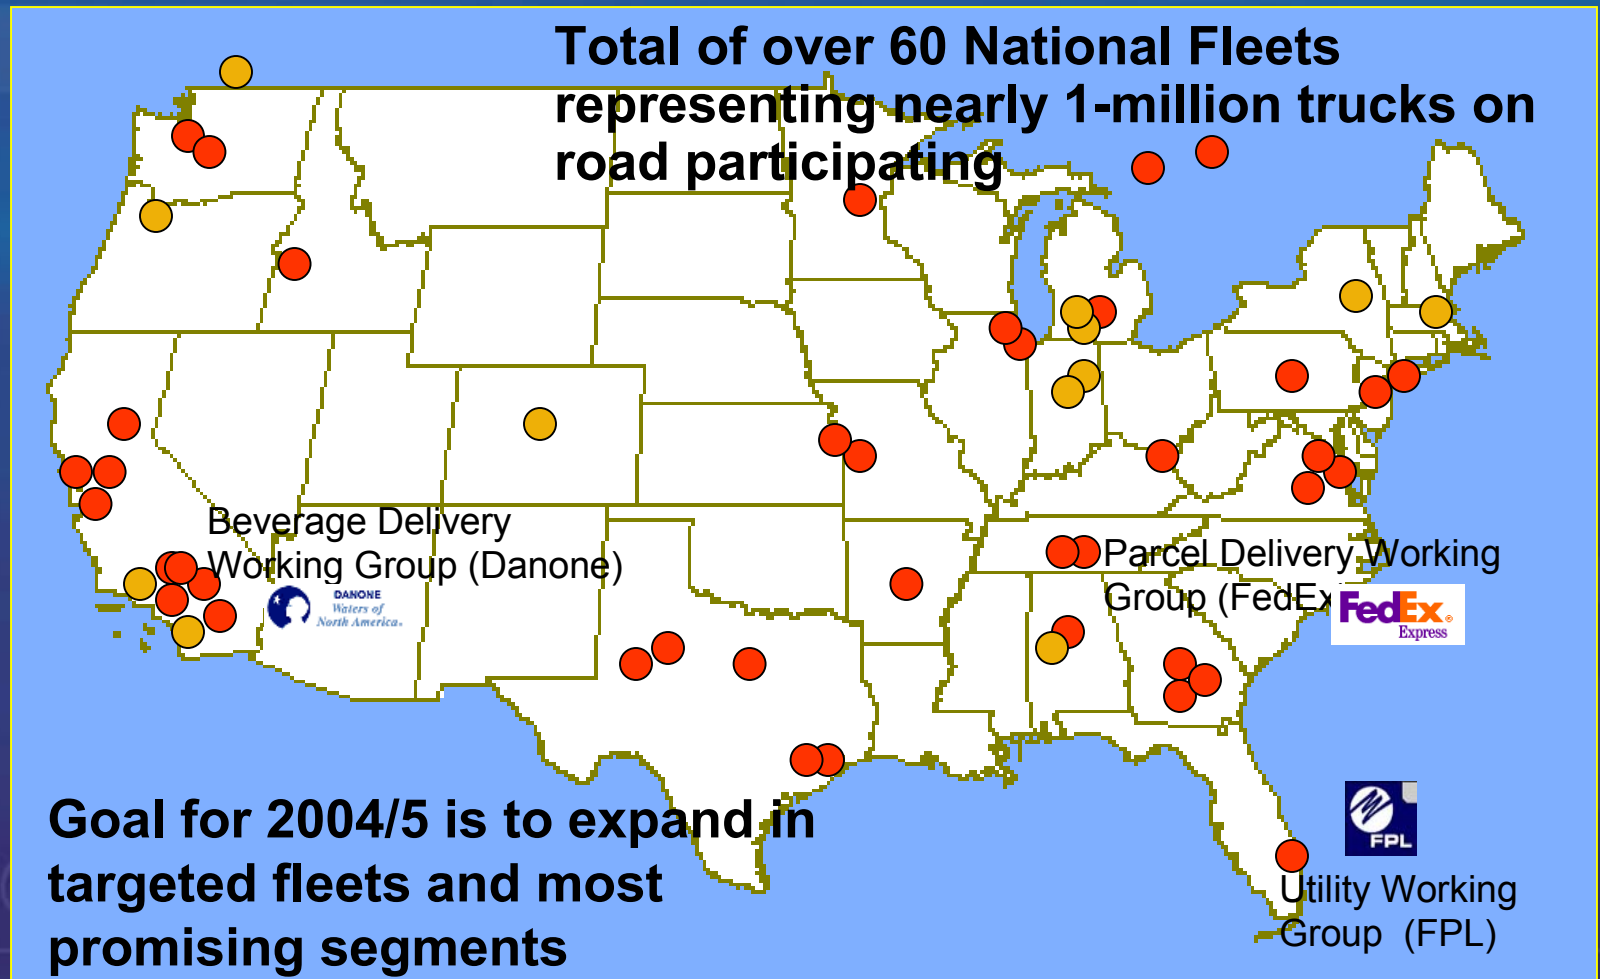 Total of over 60 National Fleets
representing nearly 1-million trucks on
road participating
Beverage Delivery
Working Group (Danone)
DANONE
Waters of
North America.
Parcel Delivery Working
Group (FedEx
FedEx.
Express
Goal for 2004/5 is to expand in
targeted fleets and most
promising segments
FPL
Utility Working
Group (FPL)